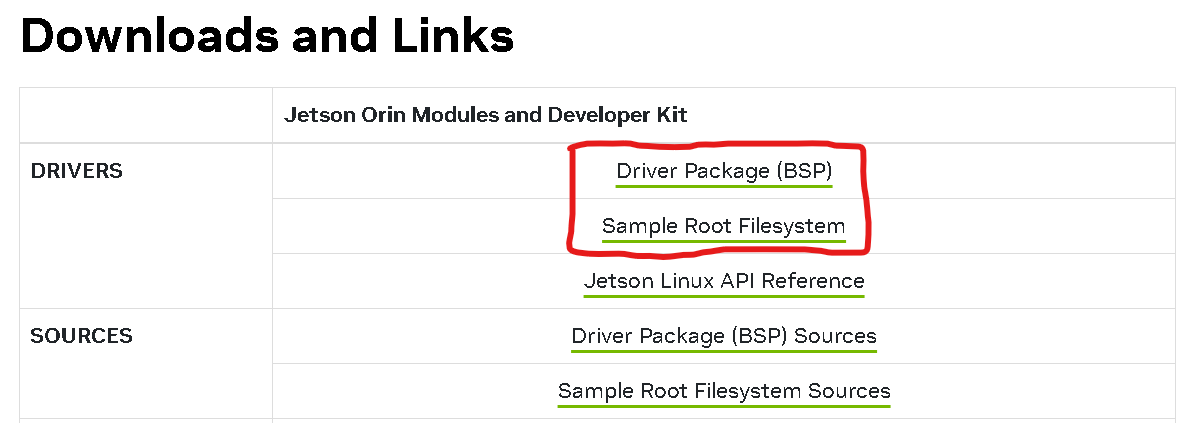 Downloads and Links
Jetson Orin Modules and Developer Kit
DRIVERS
Driver Package (BSP)
Sample Root Filesystem
Jetson Linux API Reference
SOURCES
Driver Package (BSP) Sources
Sample Root Filesystem Sources